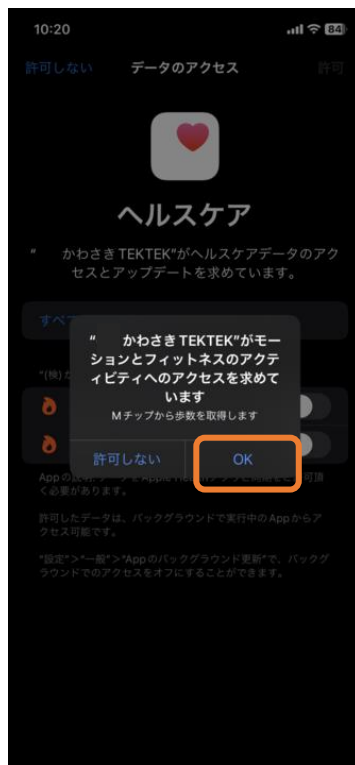 10:20
84
許可しない データのアクセス 許可
ヘルスケア
" かわさき TEKTEK"がヘルスケアデータのアク
セスとアップデートを求めています。
すべ
" かわさき TEKTEK"がモー
ションとフィットネスのアクテ
ィビティへのアクセスを求めて
います
Mチップから歩数を取得します
"(検)か
許可しない OK
App の
く必要があります。
許可したデータは、バックグラウンドで実行中の App からア
クセス可能です。
"設定">"一般">"App のバックグラウンド更新"で、バックグ
ラウンドでのアクセスをオフにすることができます。